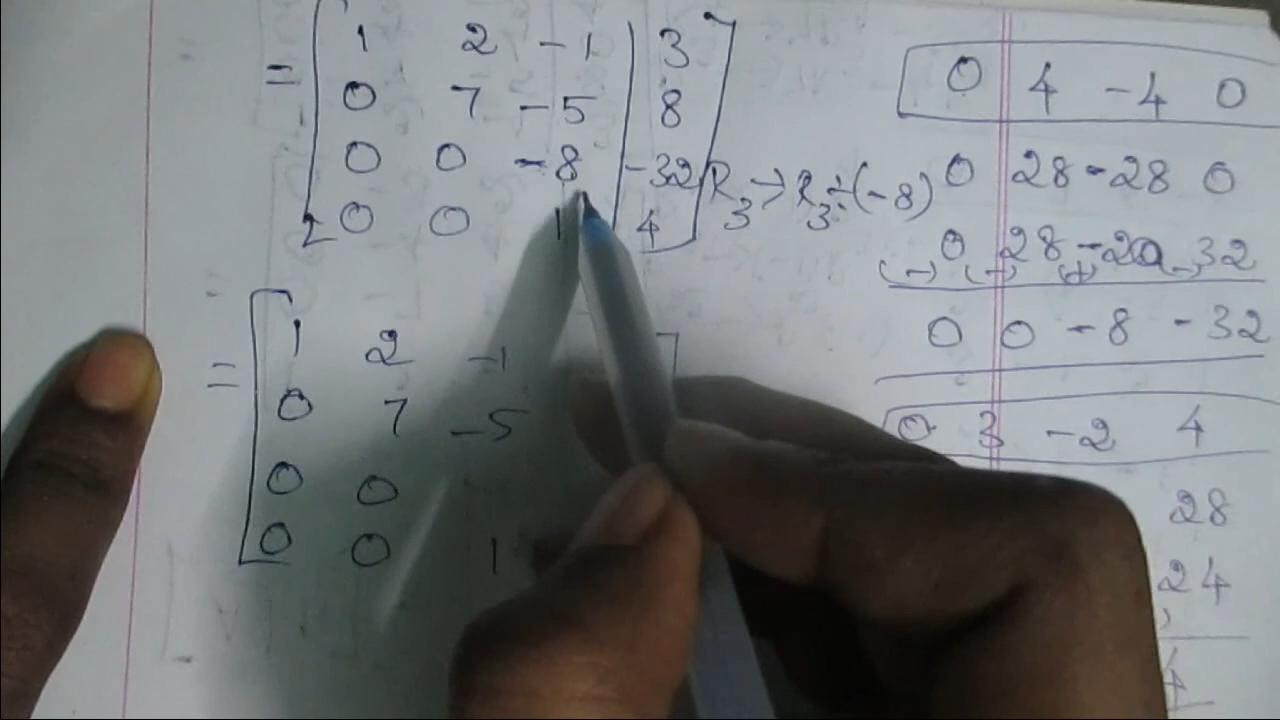 = 1 2 -1 | 3
0 7 -5 | 8
0 0 -8 | -32 R3 → R3 ÷ (-8)
0 0 1 | 4
= 1 2 -1
0 7 -5
0 0
0 0 1
0 4 -4 0
0 28 -28 0
0 28 -20 32
(-) (-) (+) (-)
0 0 -8 -32
0 3 -2 4
28
24
4